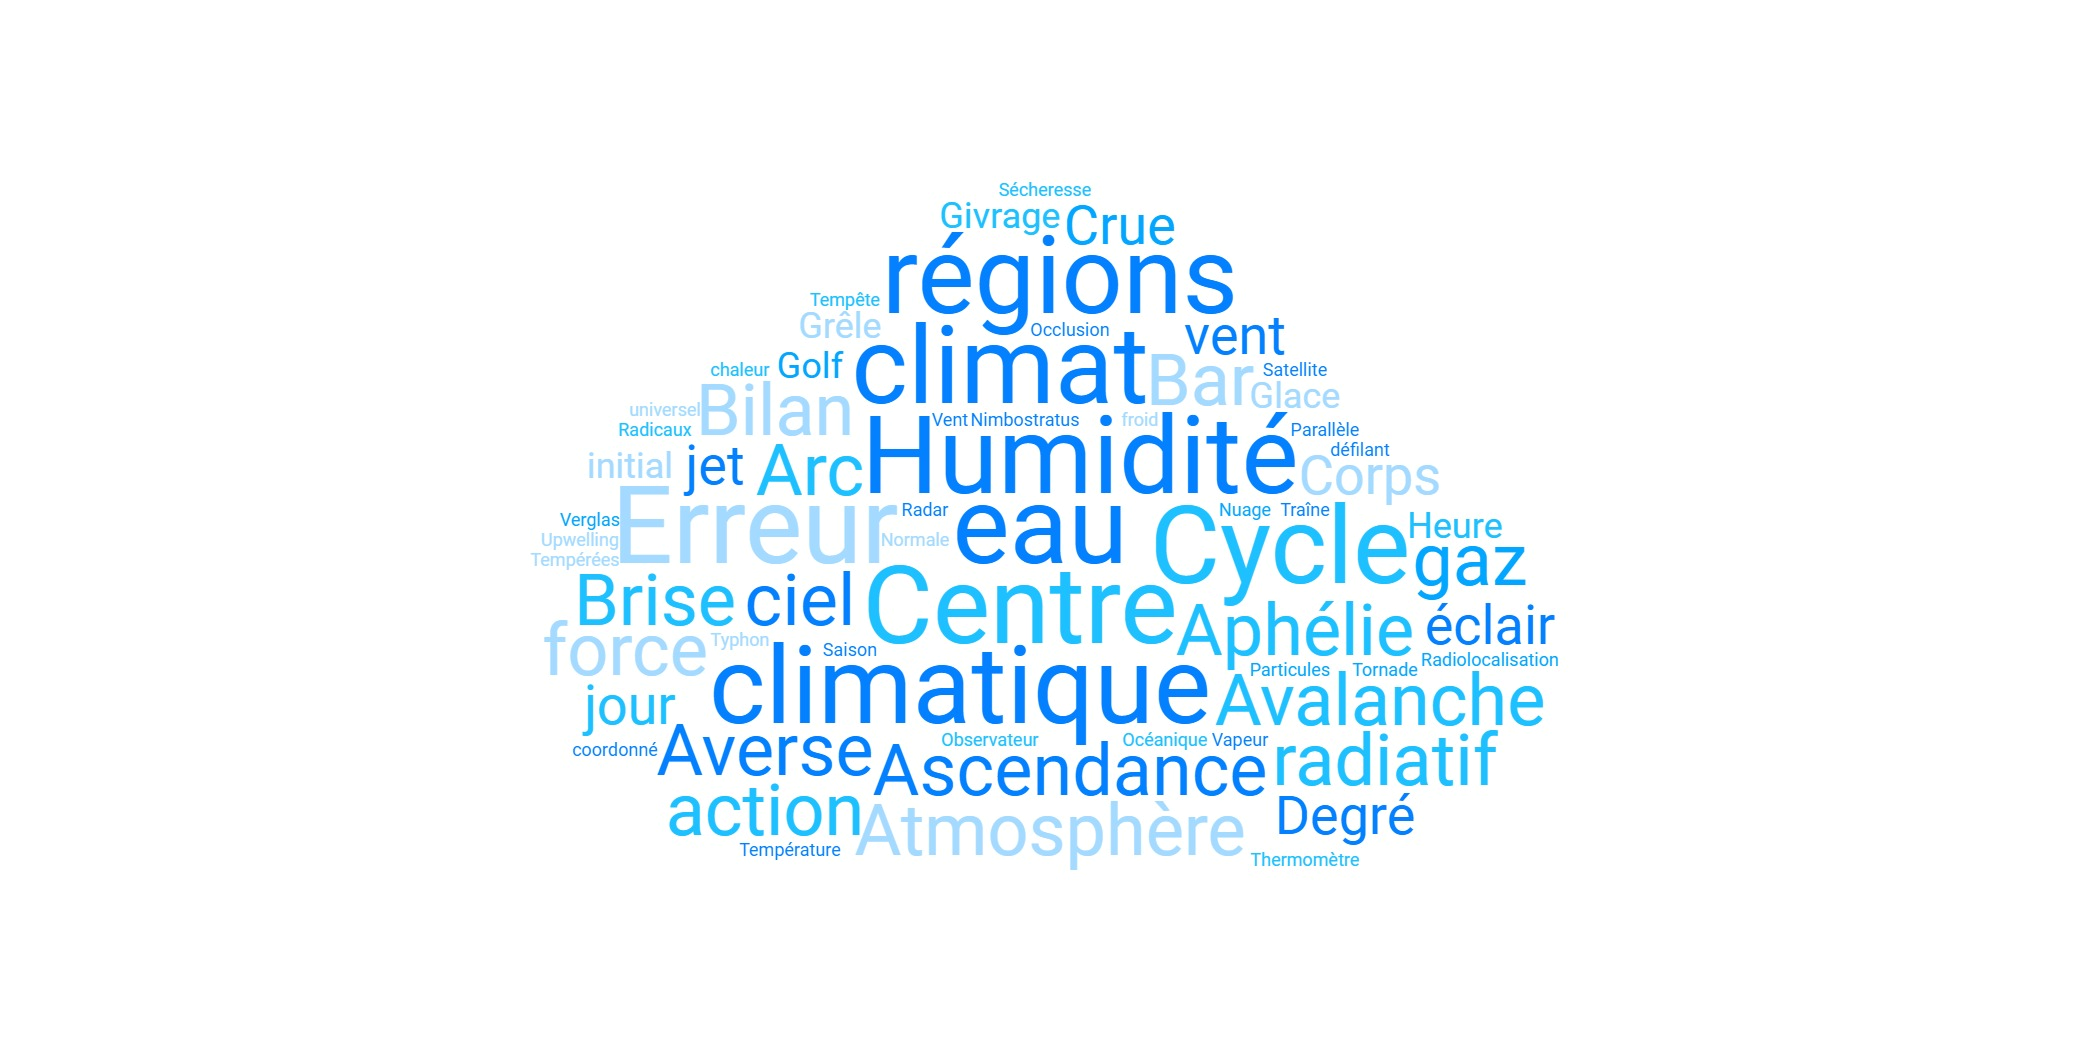 Sécheresse
Givrage Crue
régions
Tempête
Grêle Occlusion vent
chaleur Golf climat Bar Satellite
Glace
universel Bilan Vent Nimbostratus froid
Radicaux Parallèle
défilant
initial jet Arc Humidité Corps
Verglas Erreur Radar eau Cycle Nuage Traîne Heure
Upwelling Normale
Tempérées gaz
Brise ciel Centre Aphélie éclair
force Typhon Saison Radiolocalisation
Particules Tornade
jour climatique Avalanche
coordonné Averse Observateur Océanique Vapeur
Ascendance radiatif
action Atmosphère Degré
Température Thermomètre